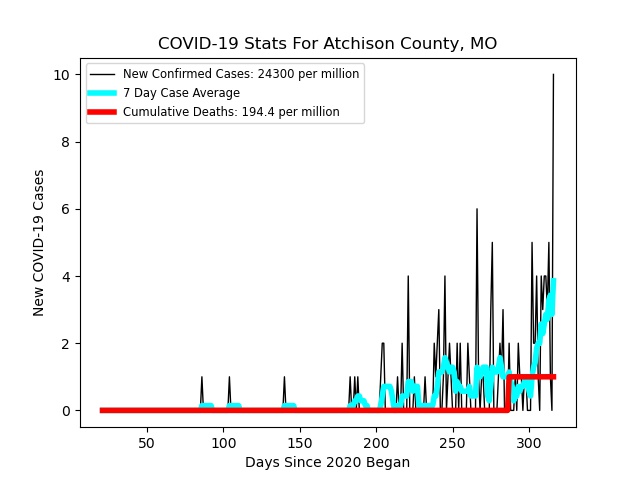 COVID-19 Stats For Atchison County, MO
New Confirmed Cases: 24300 per million
7 Day Case Average
Cumulative Deaths: 194.4 per million
New COVID-19 Cases
10
8
6
4
2
0
50 100 150 200 250 300
Days Since 2020 Began